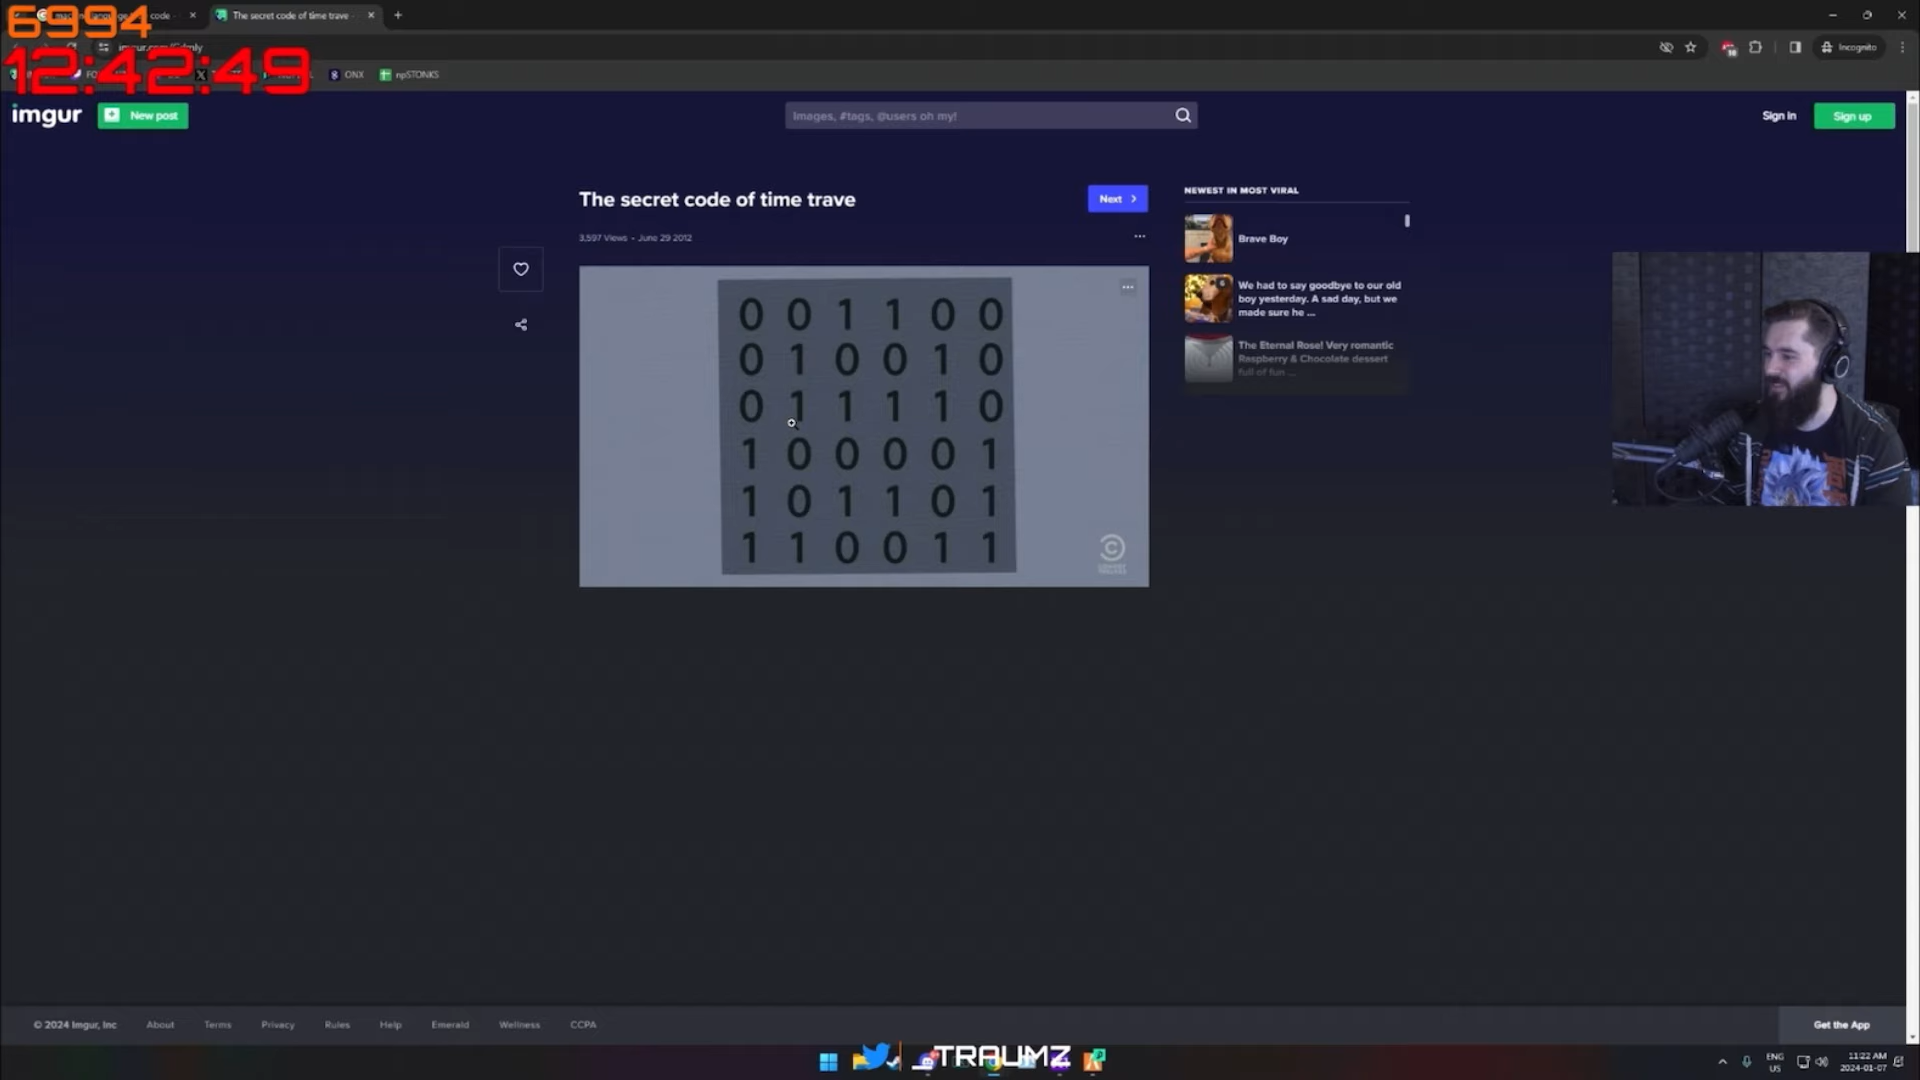 6994
The secret code of time trave
12:42:49
ONX
npSTONKS
Incognito
imgur
New post
Images, #tags, @users oh my!
Sign in
Sign up
The secret code of time trave
Next
3,597 Views - June 29 2012
NEWEST IN MOST VIRAL
Brave Boy
We had to say goodbye to our old
boy yesterday. A sad day, but we
made sure he ...
The Eternal Rose! Very romantic
Raspberry & Chocolate dessert
full of fun ...
0 0 1 1 0 0
0 1 0 0 1 0
0 1 1 1 1 0
1 0 0 0 0 1
1 0 1 1 0 1
1 1 0 0 1 1
© 2024 Imgur, Inc
About
Terms
Privacy
Rules
Help
Emerald
Wellness
CCPA
Get the App
TRAUMZ
ENG
US
11:22 AM
2024-01-07